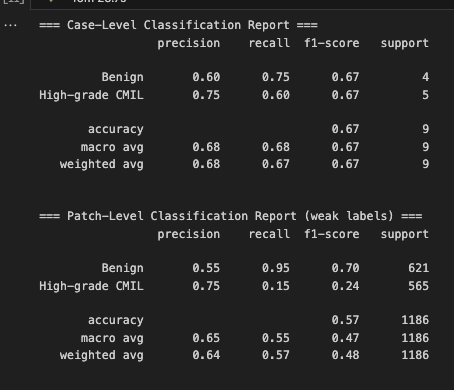 === Case-Level Classification Report ===
precision recall f1-score support
Benign 0.60 0.75 0.67 4
High-grade CMIL 0.75 0.60 0.67 5
accuracy 0.67 9
macro avg 0.68 0.68 0.67 9
weighted avg 0.68 0.67 0.67 9
=== Patch-Level Classification Report (weak labels) ===
precision recall f1-score support
Benign 0.55 0.95 0.70 621
High-grade CMIL 0.75 0.15 0.24 565
accuracy 0.57 1186
macro avg 0.65 0.55 0.47 1186
weighted avg 0.64 0.57 0.48 1186